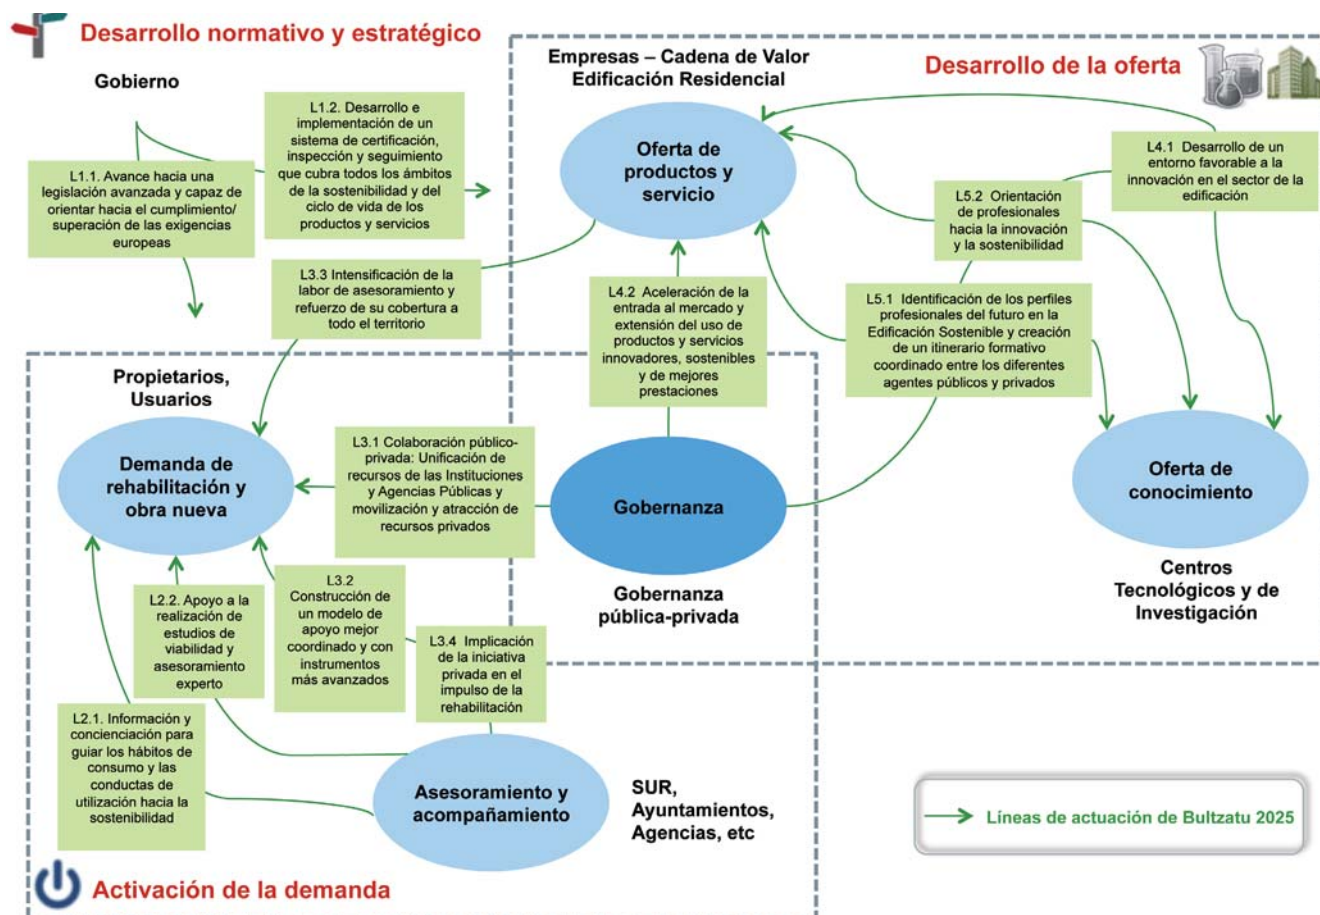 Desarrollo normativo y estratégico
Gobierno
L1.1. Avance hacia una
legislación avanzada y capaz de
orientar hacia el cumplimiento/
superación de las exigencias
europeas
L1.2. Desarrollo e
implementación de un
sistema de certificación,
inspección y seguimiento
que cubra todos los ámbitos
de la sostenibilidad y del
ciclo de vida de los
productos y servicios
Empresas – Cadena de Valor
Edificación Residencial
Desarrollo de la oferta
Oferta de
productos y
servicio
L4.1 Desarrollo de un
entorno favorable a la
innovación en el sector de la
edificación
L5.2 Orientación
de profesionales
hacia la innovación
y la sostenibilidad
L3.3 Intensificación de la
labor de asesoramiento y
refuerzo de su cobertura a
todo el territorio
L4.2 Aceleración de la
entrada al mercado y
extensión del uso de
productos y servicios
innovadores, sostenibles
y de mejores
prestaciones
L5.1 Identificación de los perfiles
profesionales del futuro en la
Edificación Sostenible y creación
de un itinerario formativo
coordinado entre los diferentes
agentes públicos y privados
Propietarios,
Usuarios
Demanda de
rehabilitación y
obra nueva
L3.1 Colaboración público-
privada: Unificación de
recursos de las Instituciones
y Agencias Públicas y
movilización y atracción de
recursos privados
Gobernanza
Gobernanza
pública-privada
Oferta de
conocimiento
Centros
Tecnológicos y de
Investigación
L2.2. Apoyo a la
realización de
estudios de
viabilidad y
asesoramiento
experto
L3.2
Construcción de
un modelo de
apoyo mejor
coordinado y con
instrumentos
más avanzados
L3.4 Implicación
de la iniciativa
privada en el
impulso de la
rehabilitación
L2.1. Información y
concienciación para
guiar los hábitos de
consumo y las
conductas de
utilización hacia la
sostenibilidad
Asesoramiento y
acompañamiento
SUR,
Ayuntamientos,
Agencias, etc
Líneas de actuación de Bultzatu 2025
Activación de la demanda